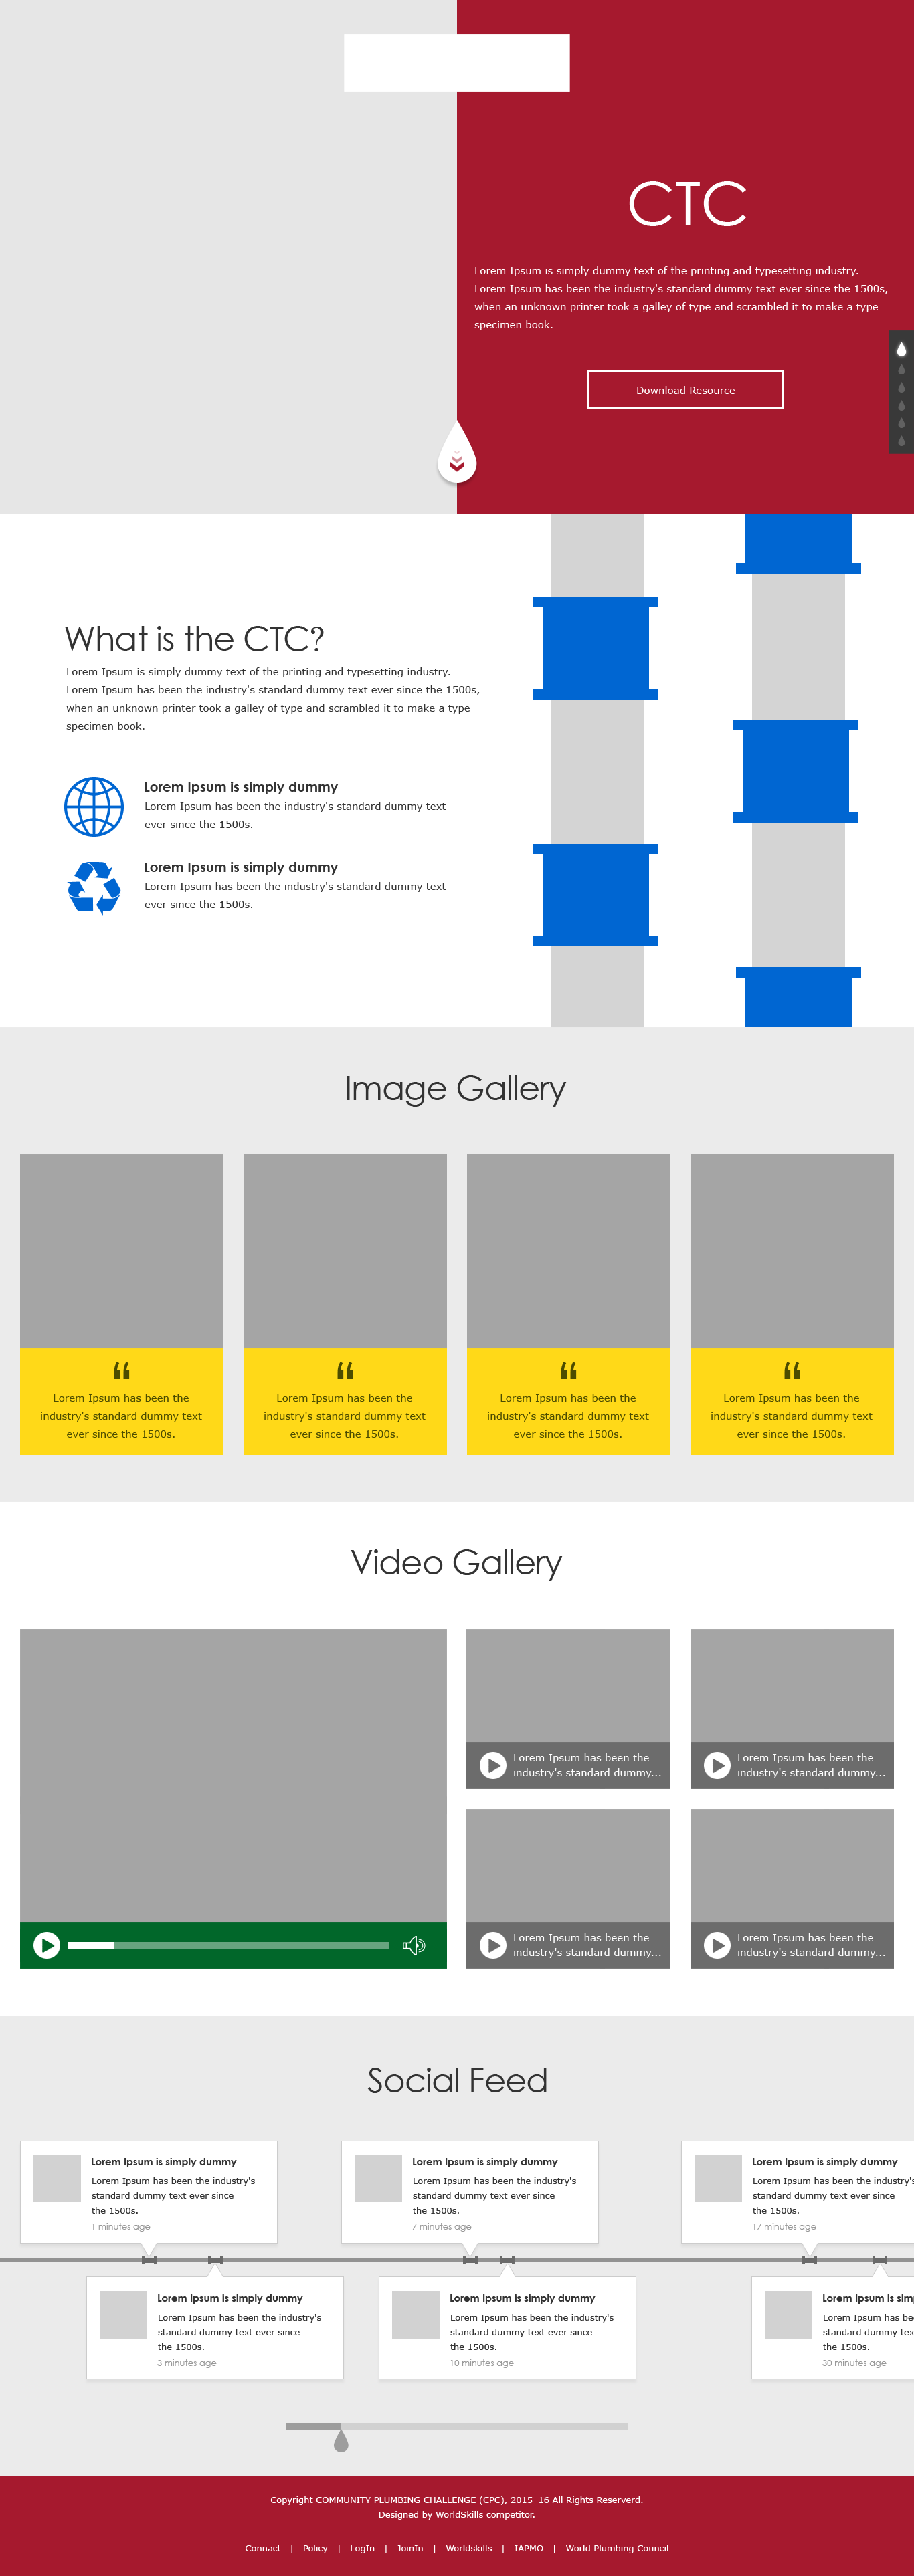 CTC
Lorem Ipsum is simply dummy text of the printing and typesetting industry.
Lorem Ipsum has been the industry's standard dummy text ever since the 1500s,
when an unknown printer took a galley of type and scrambled it to make a type
specimen book.
Download Resource
What is the CTC?
Lorem Ipsum is simply dummy text of the printing and typesetting industry.
Lorem Ipsum has been the industry's standard dummy text ever since the 1500s,
when an unknown printer took a galley of type and scrambled it to make a type
specimen book.
Lorem Ipsum is simply dummy
Lorem Ipsum has been the industry's standard dummy text
ever since the 1500s.
Lorem Ipsum is simply dummy
Lorem Ipsum has been the industry's standard dummy text
ever since the 1500s.
Image Gallery
“
Lorem Ipsum has been the
industry's standard dummy text
ever since the 1500s.
“
Lorem Ipsum has been the
industry's standard dummy text
ever since the 1500s.
“
Lorem Ipsum has been the
industry's standard dummy text
ever since the 1500s.
“
Lorem Ipsum has been the
industry's standard dummy text
ever since the 1500s.
Video Gallery
Lorem Ipsum has been the
industry's standard dummy...
Lorem Ipsum has been the
industry's standard dummy...
Lorem Ipsum has been the
industry's standard dummy...
Lorem Ipsum has been the
industry's standard dummy...
Social Feed
Lorem Ipsum is simply dummy
Lorem Ipsum has been the industry's
standard dummy text ever since
the 1500s.
1 minutes ago
Lorem Ipsum is simply dummy
Lorem Ipsum has been the industry's
standard dummy text ever since
the 1500s.
7 minutes ago
Lorem Ipsum is simply dummy
Lorem Ipsum has been the industry's
standard dummy text ever since
the 1500s.
17 minutes ago
Lorem Ipsum is simply dummy
Lorem Ipsum has been the industry's
standard dummy text ever since
the 1500s.
3 minutes ago
Lorem Ipsum is simply dummy
Lorem Ipsum has been the industry's
standard dummy text ever since
the 1500s.
10 minutes ago
Lorem Ipsum is
Lorem Ipsum has
standard dummy
the 1500s.
30 minutes ago
Copyright COMMUNITY PLUMBING CHALLENGE (CPC), 2015–16 All Rights Reserverd.
Designed by WorldSkills competitor.
Connact | Policy | LogIn | JoinIn | Worldskills | IAPMO | World Plumbing Council